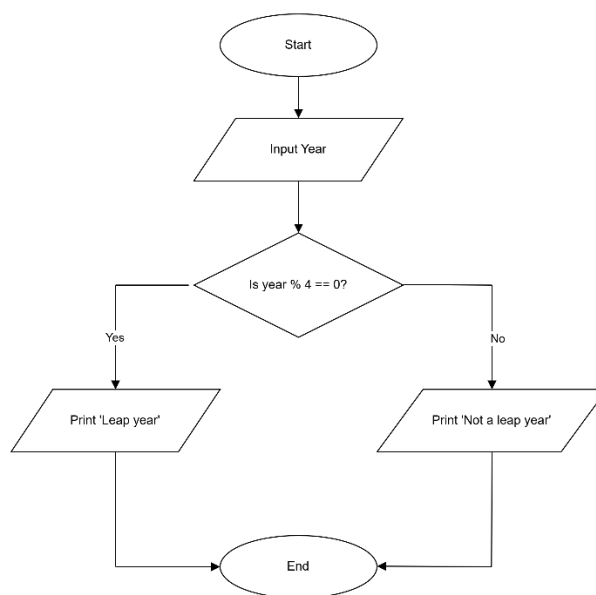 Start
Input Year
Is year % 4 == 0?
Yes
No
Print 'Leap year'
Print 'Not a leap year'
End